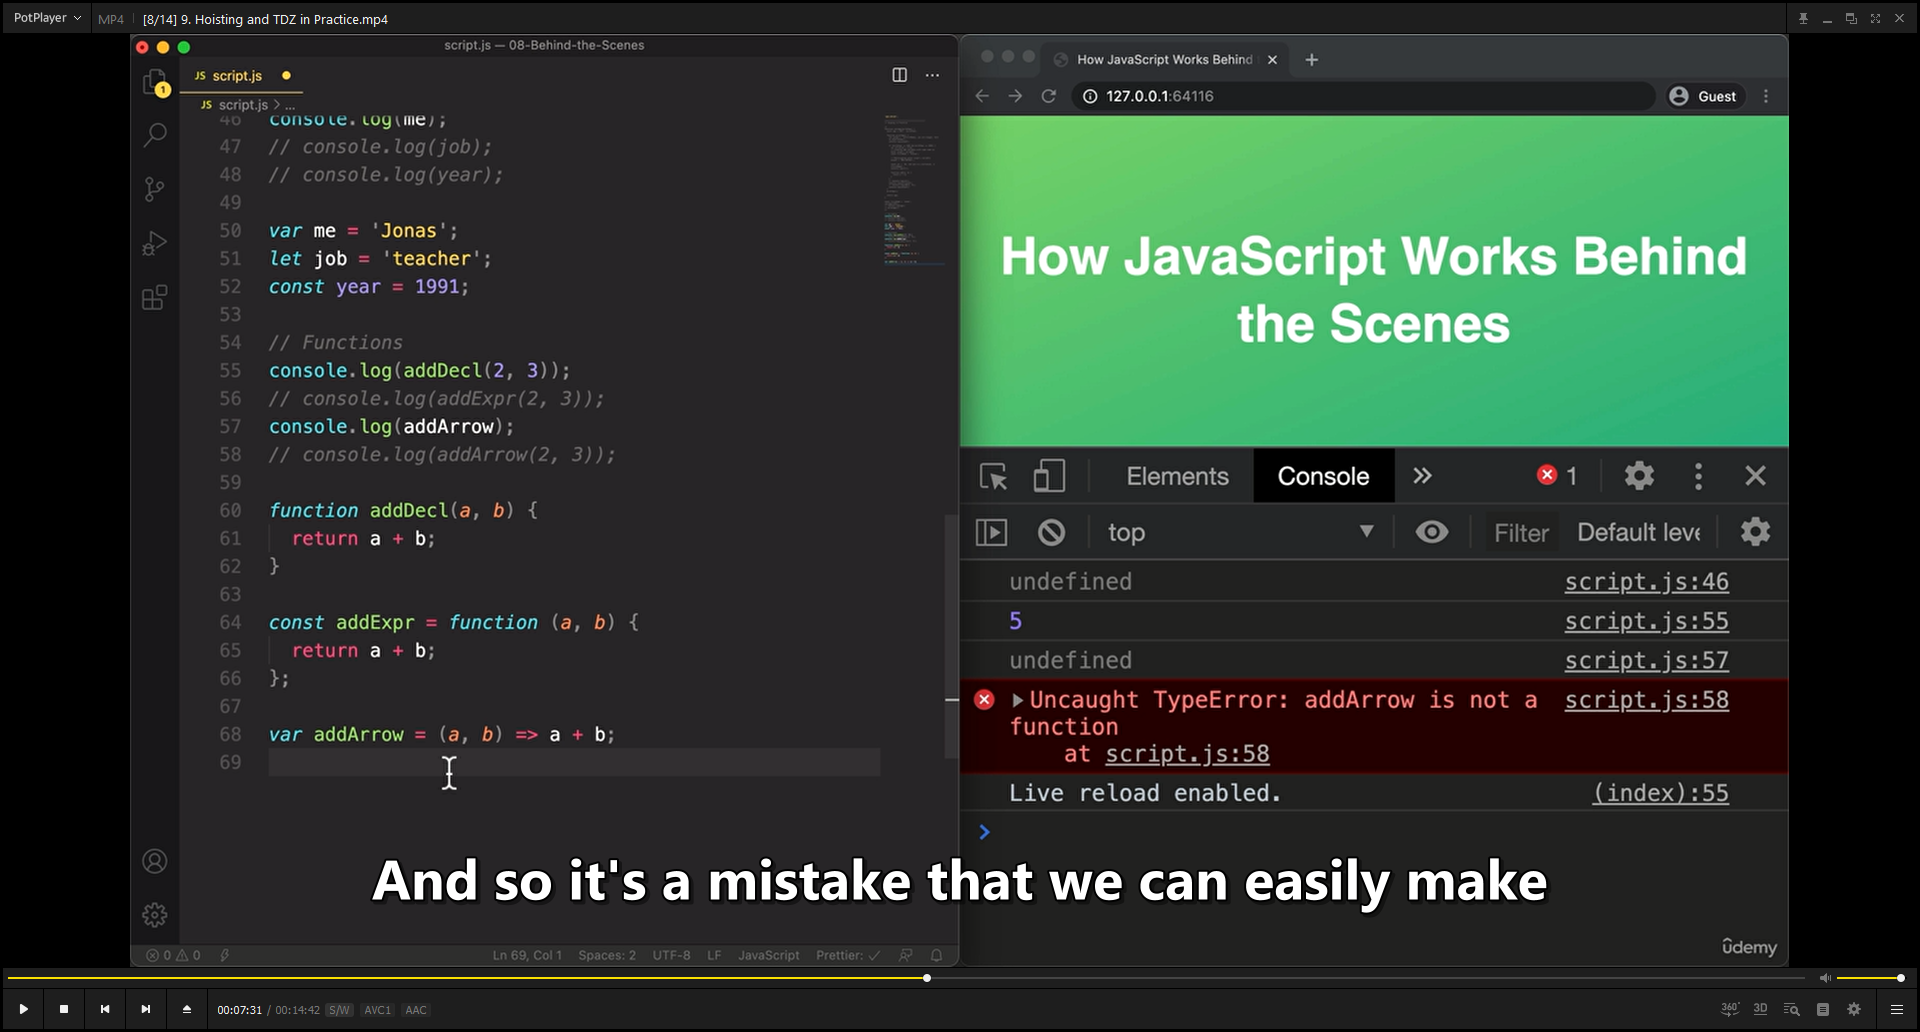 PotPlayer
MP4
[8/14] 9. Hoisting and TDZ in Practice.mp4
script.js — 08-Behind-the-Scenes
JS script.js
1
JS script.js > ...
46 console.log(me);
47 // console.log(job);
48 // console.log(year);
49
50 var me = 'Jonas';
51 let job = 'teacher';
52 const year = 1991;
53
54 // Functions
55 console.log(addDecl(2, 3));
56 // console.log(addExpr(2, 3));
57 console.log(addArrow);
58 // console.log(addArrow(2, 3));
59
60 function addDecl(a, b) {
61   return a + b;
62 }
63
64 const addExpr = function (a, b) {
65   return a + b;
66 };
67
68 var addArrow = (a, b) => a + b;
69
0 0
Ln 69, Col 1
Spaces: 2
UTF-8
LF
JavaScript
Prettier: ✓
How JavaScript Works Behind
127.0.0.1:64116
Guest
How JavaScript Works Behind
the Scenes
Elements
Console
1
top
Filter
Default leve
undefined script.js:46
5 script.js:55
undefined script.js:57
Uncaught TypeError: addArrow is not a script.js:58
function
at script.js:58
Live reload enabled. (index):55
And so it's a mistake that we can easily make
ûdemy
00:07:31 / 00:14:42 S/W AVC1 AAC
360°
3D